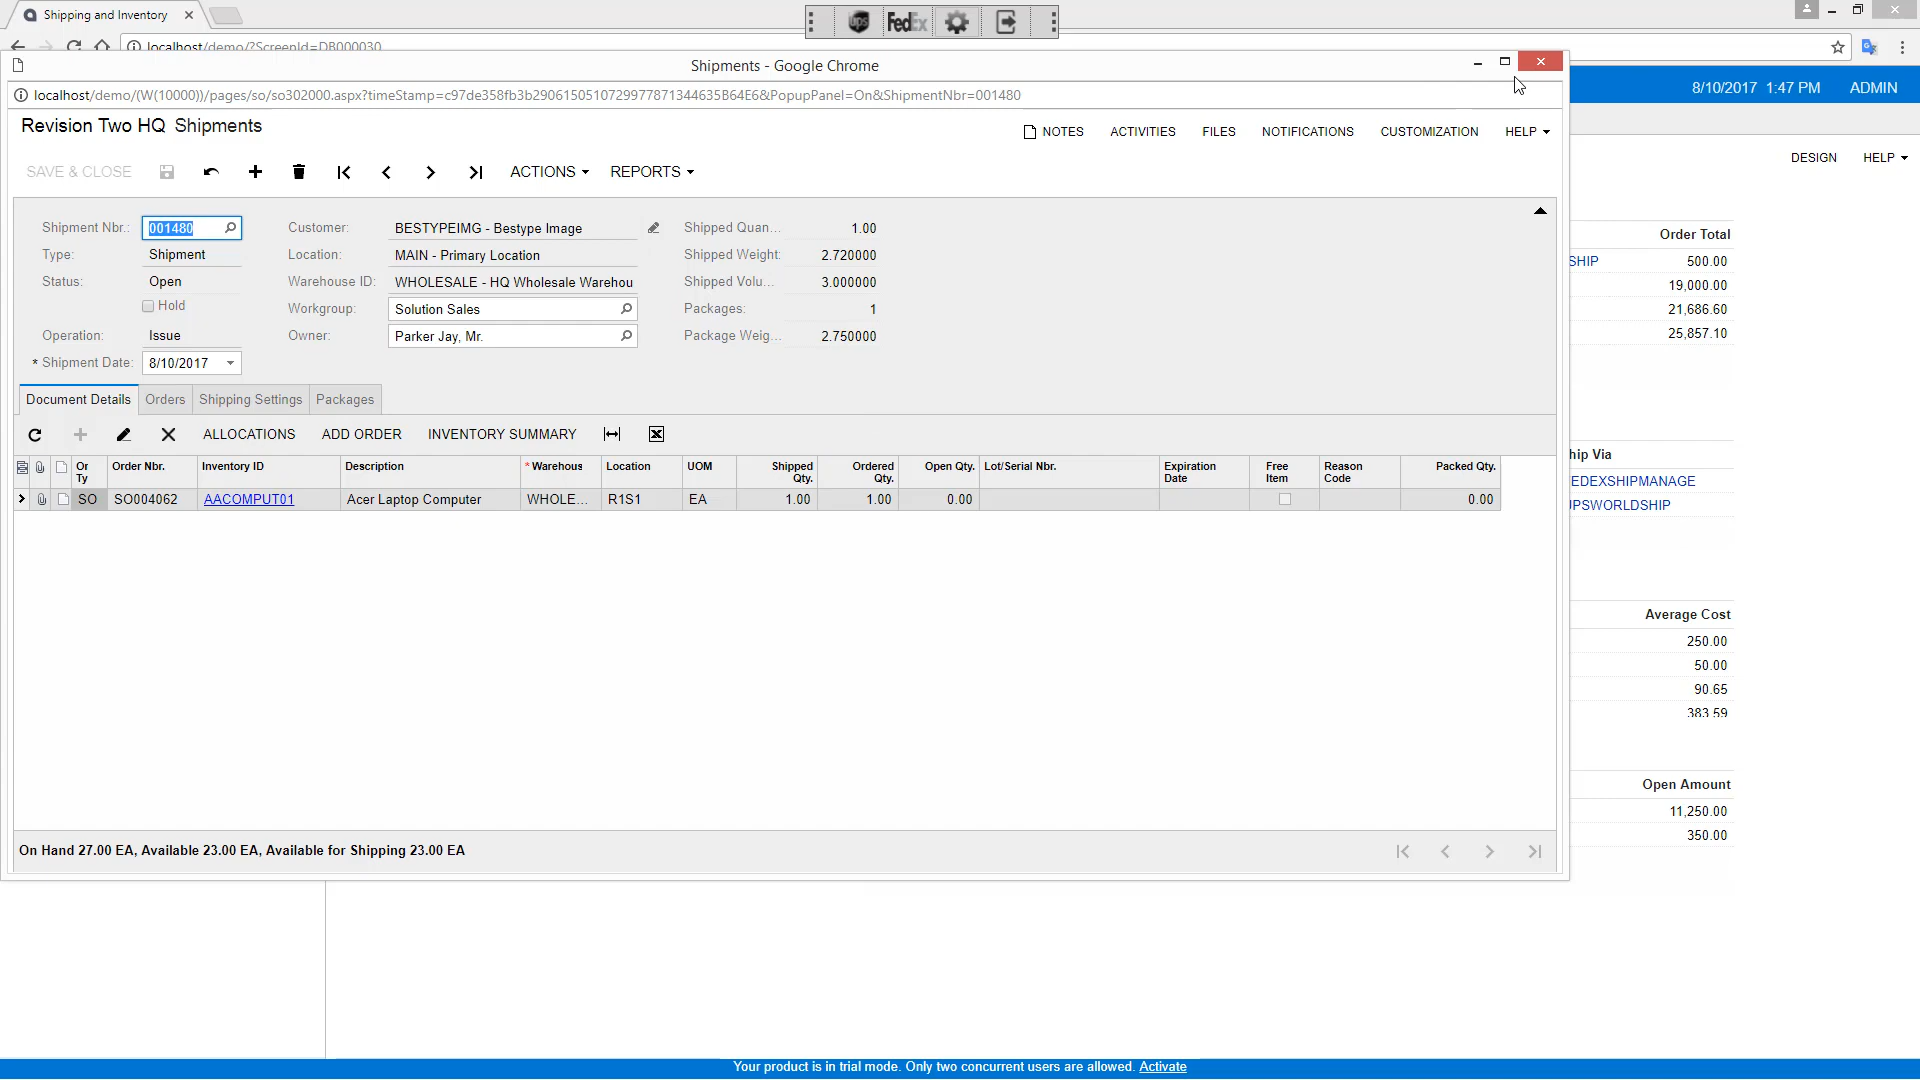 Shipping and Inventory
UPS FedEx
localhost/demo/?ScreenId=DB000030
Shipments - Google Chrome
localhost/demo/(W(10000))/pages/so/so302000.aspx?timeStamp=c97de358fb3b2906150510729977871344635B64E6&PopupPanel=On&ShipmentNbr=001480
8/10/2017 1:47 PM ADMIN
Revision Two HQ Shipments
NOTES ACTIVITIES FILES NOTIFICATIONS CUSTOMIZATION HELP
DESIGN HELP
SAVE & CLOSE ACTIONS REPORTS
Shipment Nbr.: 001480 Customer: BESTYPEIMG - Bestype Image Shipped Quan... 1.00
Type: Shipment Location: MAIN - Primary Location Shipped Weight: 2.720000
Status: Open Warehouse ID: WHOLESALE - HQ Wholesale Warehou Shipped Volu... 3.000000
Hold Workgroup: Solution Sales Packages: 1
Operation: Issue Owner: Parker Jay, Mr. Package Weig... 2.750000
* Shipment Date: 8/10/2017
Order Total
SHIP 500.00
19,000.00
21,686.60
25,857.10
Document Details Orders Shipping Settings Packages
ALLOCATIONS ADD ORDER INVENTORY SUMMARY
Or Ty Order Nbr. Inventory ID Description * Warehous Location UOM Shipped Qty. Ordered Qty. Open Qty. Lot/Serial Nbr. Expiration Date Free Item Reason Code Packed Qty.
SO SO004062 AACOMPUT01 Acer Laptop Computer WHOLE... R1S1 EA 1.00 1.00 0.00 0.00
hip Via
EDEXSHIPMANAGE
UPSWORLDSHIP
Average Cost
250.00
50.00
90.65
383.59
Open Amount
11,250.00
350.00
On Hand 27.00 EA, Available 23.00 EA, Available for Shipping 23.00 EA
Your product is in trial mode. Only two concurrent users are allowed. Activate